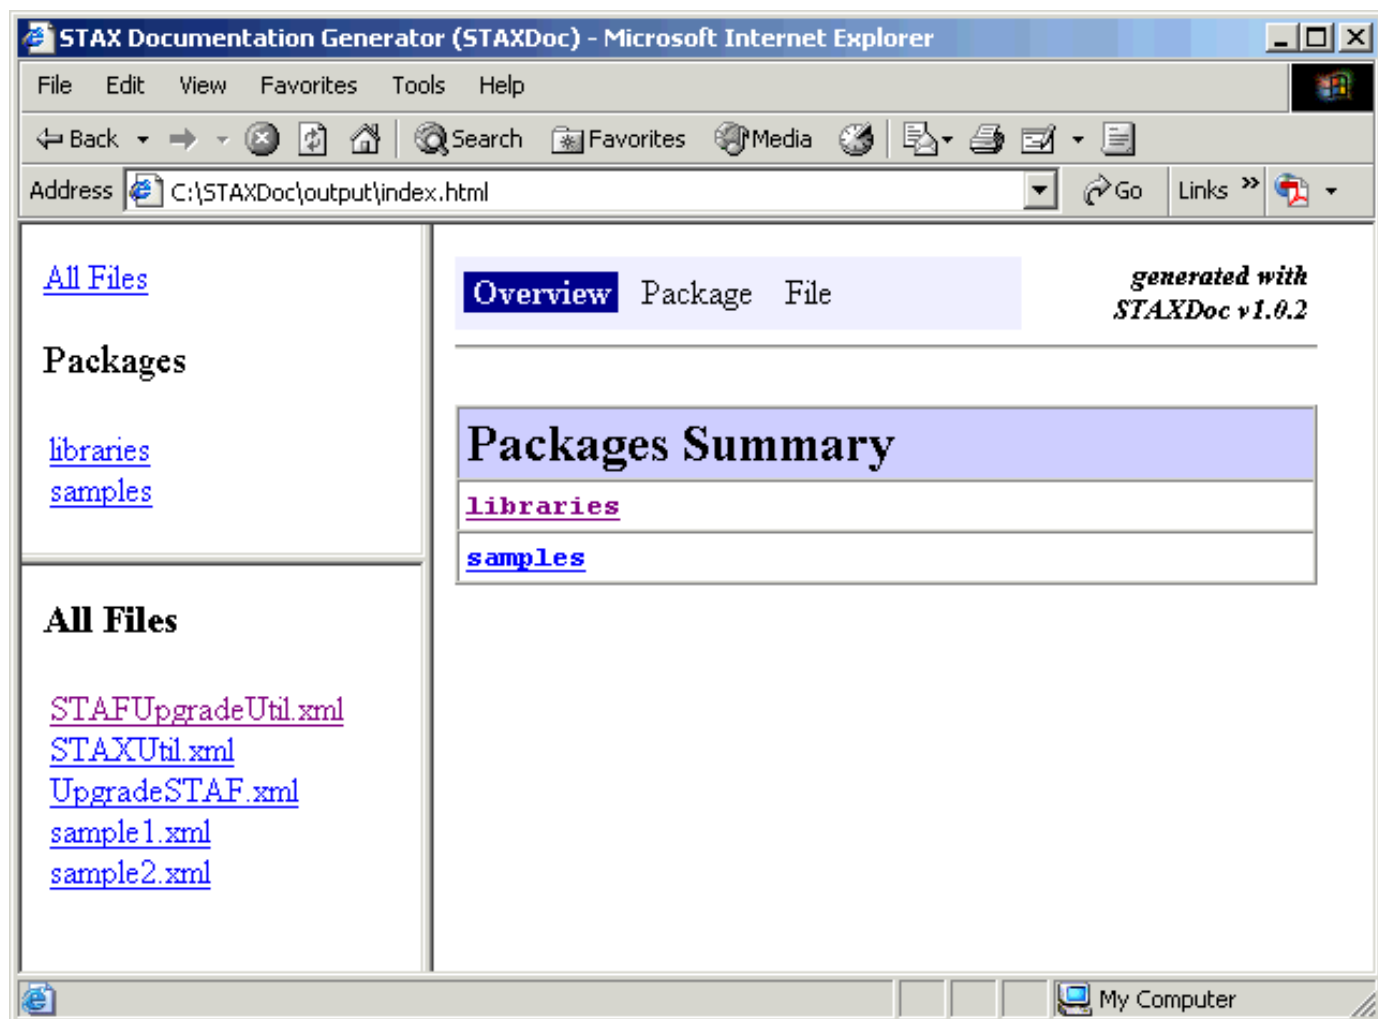 STAX Documentation Generator (STAXDoc) - Microsoft Internet Explorer
File Edit View Favorites Tools Help
Back Search Favorites Media
Address C:\STAXDoc\output\index.html Go Links »
All Files
Packages
libraries
samples
All Files
STAFUpgradeUtil.xml
STAXUtil.xml
UpgradeSTAF.xml
sample1.xml
sample2.xml
Overview Package File
generated with
STAXDoc v1.0.2
Packages Summary
libraries
samples
My Computer